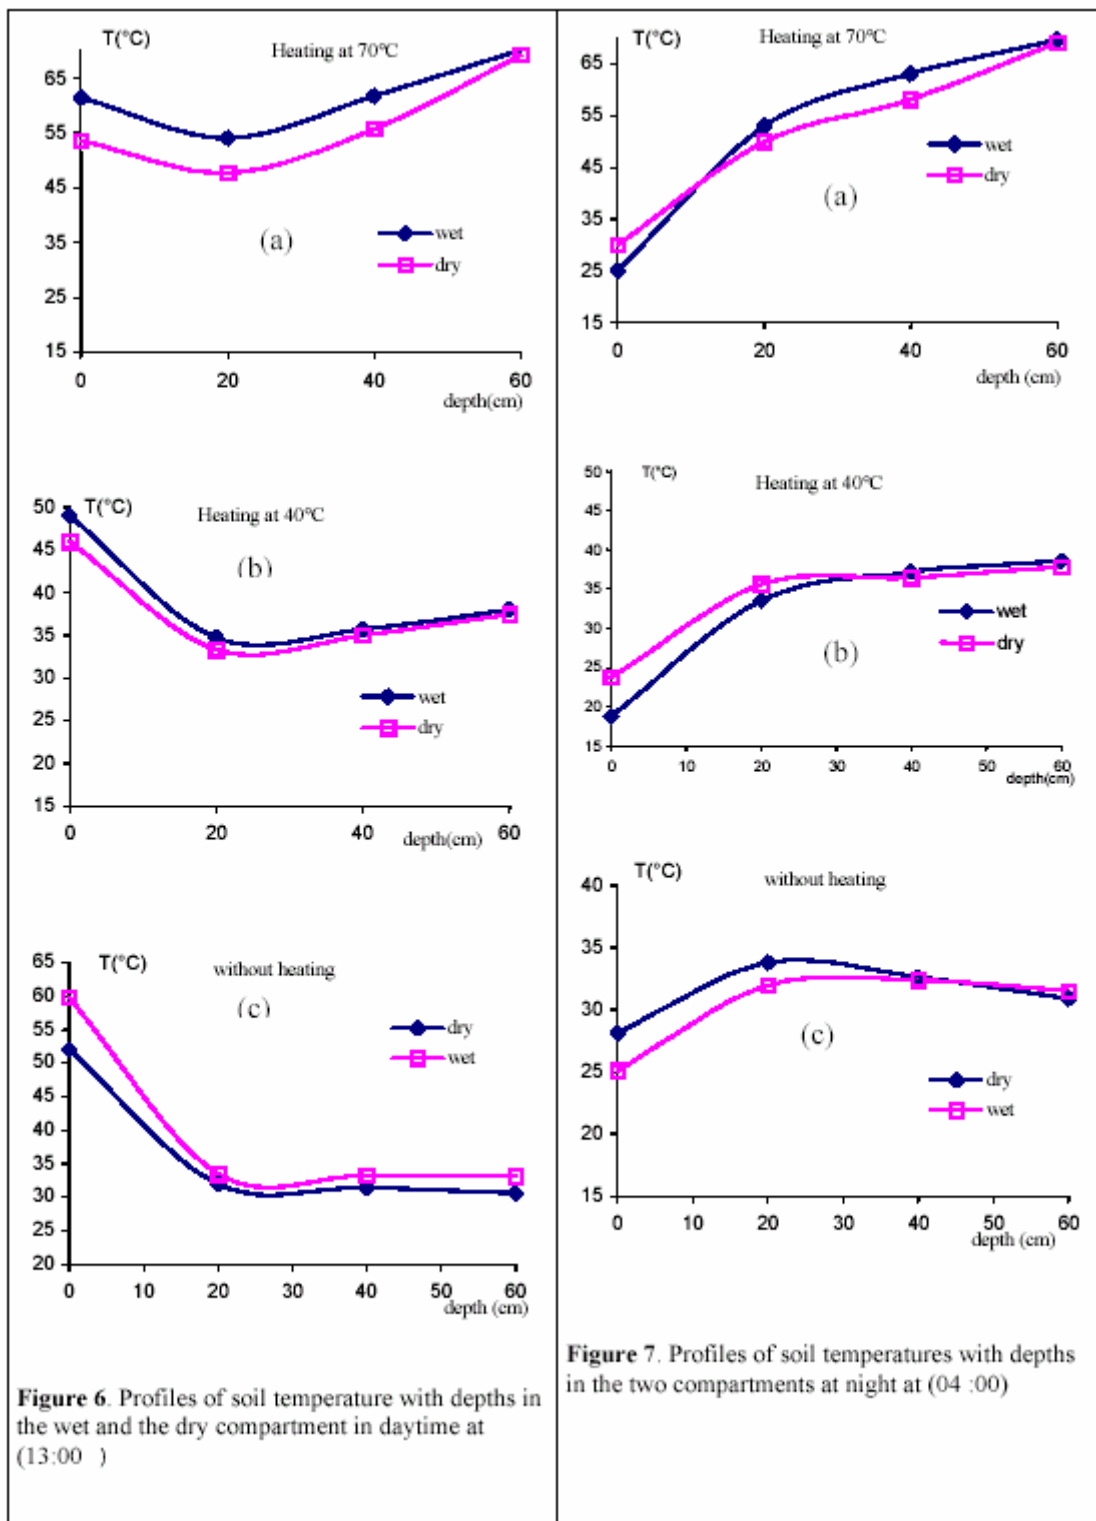 T(°C)
Heating at 70°C
65
55
45
35
25
15
(a)
wet
dry
0
20
40
60
depth(cm)
T(°C)
Heating at 40°C
50
45
40
35
30
25
20
15
(b)
wet
dry
0
20
40
60
depth(cm)
T(°C)
without heating
65
60
55
50
45
40
35
30
25
20
(c)
dry
wet
0
10
20
30
40
50
60
depth (cm)
Figure 6. Profiles of soil temperature with depths in
the wet and the dry compartment in daytime at
(13:00 )
T(°C)
Heating at 70°C
65
55
45
35
25
15
(a)
wet
dry
0
20
40
60
depth (cm)
T(°C)
Heating at 40°C
50
45
40
35
30
25
20
15
(b)
wet
dry
0
10
20
30
40
50
60
depth(cm)
T(°C)
without heating
40
35
30
25
20
15
(c)
dry
wet
0
10
20
30
40
50
60
depth (cm)
Figure 7. Profiles of soil temperatures with depths
in the two compartments at night at (04 :00)